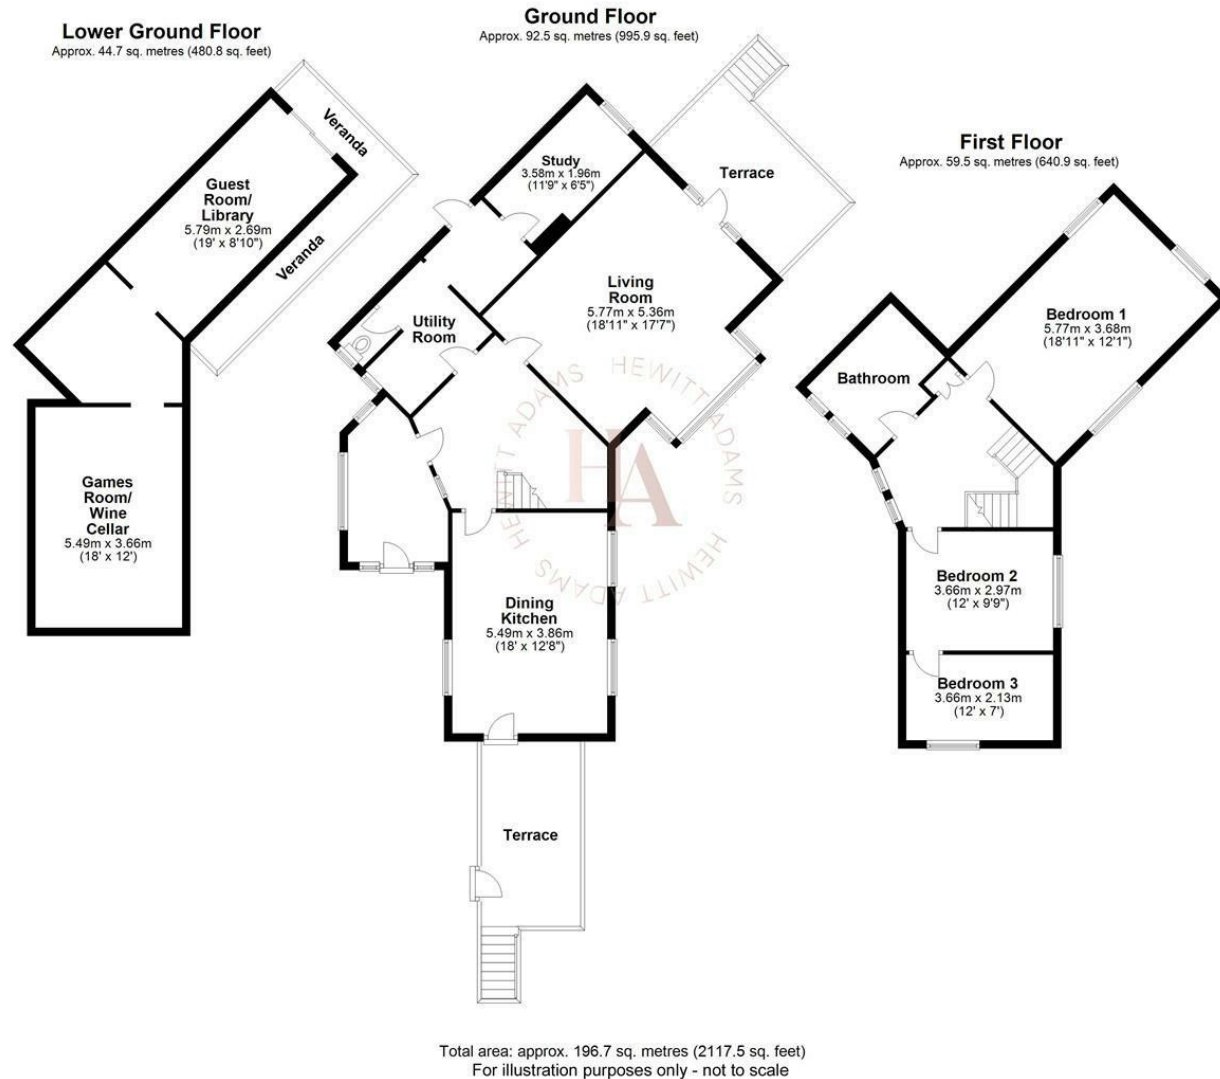 Lower Ground Floor
Approx. 44.7 sq. metres (480.8 sq. feet)
Veranda
Guest
Room/
Library
5.79m x 2.69m
(19' x 8'10")
Veranda
Games
Room/
Wine
Cellar
5.49m x 3.66m
(18' x 12')
Ground Floor
Approx. 92.5 sq. metres (995.9 sq. feet)
Study
3.58m x 1.96m
(11'9" x 6'5")
Terrace
Living
Room
5.77m x 5.36m
(18'11" x 17'7")
Utility
Room
Dining
Kitchen
5.49m x 3.86m
(18' x 12'8")
Terrace
First Floor
Approx. 59.5 sq. metres (640.9 sq. feet)
Bedroom 1
5.77m x 3.68m
(18'11" x 12'1")
Bathroom
Bedroom 2
3.66m x 2.97m
(12' x 9'9")
Bedroom 3
3.66m x 2.13m
(12' x 7')
HEWITT ADAMS HEWITT ADAMS HEWITT ADAMS
HA
Total area: approx. 196.7 sq. metres (2117.5 sq. feet)
For illustration purposes only - not to scale